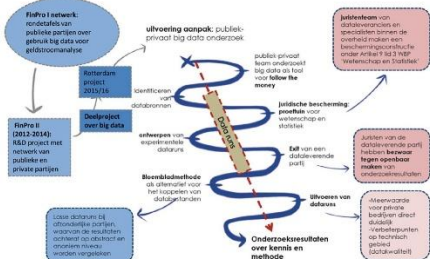 FinPro I netwerk:
rondetafels van
publieke partijen over
gebruik big data voor
geldstroomanalyse
uitvoering aanpak: publiek-
privaat big data onderzoek
juristenteam van
dataleveranciers en
specialisten binnen de
overheid maken een
beschermingsconstructie
onder Artikel 9 lid 3 WBP
'Wetenschap en Statistiek'
Rotterdams
project
2015/16
Deelproject
over big data
FinPro II
(2012-2014):
R&D project met
netwerk van
publieke en
private partijen
publiek-privaat
team onderzoekt
big data als tool
voor follow the
money
identificeren
van
databronnen
juridische bescherming:
proeftuin voor
wetenschap en
statistiek
Data runs
ontwerpen van
experimentele
dataruns
Exit van een
dataleverende
partij
Juristen van de
dataleverende partij
hebben bezwaar
tegen openbaar
maken van
onderzoeksresultaten
Bloembladmethode
als alternatief voor
het koppelen van
databestanden
Uitvoeren van
dataruns
Losse dataruns bij
afzonderlijke partijen,
waarvan de resultaten
achteraf op abstract en
anoniem niveau
worden vergeleken
-Meerwaarde
voor private
bedrijven direct
duidelijk
-Verbeterpunten
op technisch
gebied
(datakwaliteit)
Onderzoeksresultaten
over kennis en
methode